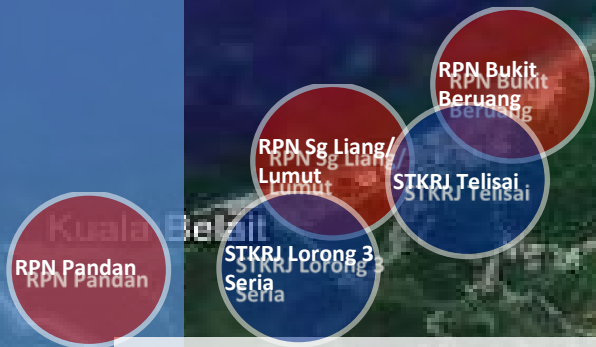 RPN Bukit
Beruang
RPN Sg Liang/
Lumut
STKRJ Telisai
Kuala Belait
STKRJ Lorong 3
Seria
RPN Pandan